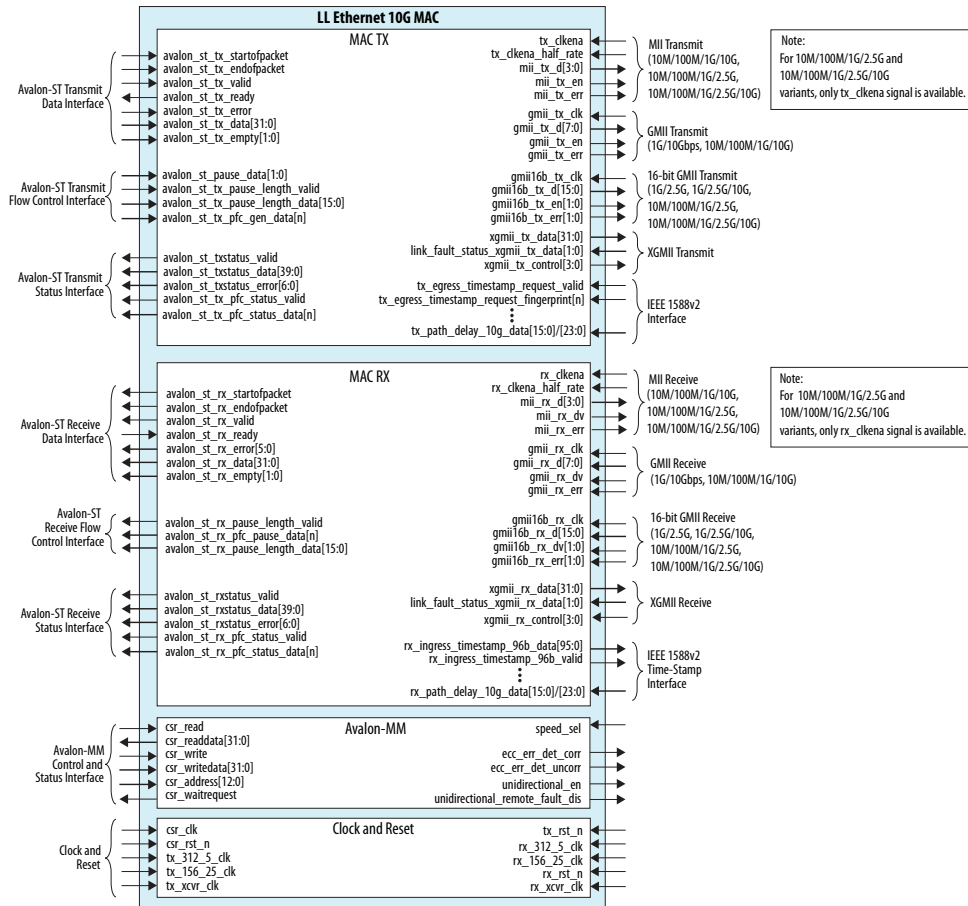 LL Ethernet 10G MAC
MAC TX
Avalon-ST Transmit
Data Interface
avalon_st_tx_startofpacket
avalon_st_tx_endofpacket
avalon_st_tx_valid
avalon_st_tx_ready
avalon_st_tx_error
avalon_st_tx_data[31:0]
avalon_st_tx_empty[1:0]
Avalon-ST Transmit
Flow Control Interface
avalon_st_pause_data[1:0]
avalon_st_tx_pause_length_valid
avalon_st_tx_pause_length_data[15:0]
avalon_st_tx_pfc_gen_data[n]
Avalon-ST Transmit
Status Interface
avalon_st_txstatus_valid
avalon_st_txstatus_data[39:0]
avalon_st_txstatus_error[6:0]
avalon_st_tx_pfc_status_valid
avalon_st_tx_pfc_status_data[n]
tx_clkena
tx_clkena_half_rate
mii_tx_d[3:0]
mii_tx_en
mii_tx_err
MII Transmit
(10M/100M/1G/10G,
10M/100M/1G/2.5G,
10M/100M/1G/2.5G/10G)
Note:
For 10M/100M/1G/2.5G and
10M/100M/1G/2.5G/10G
variants, only tx_clkena signal is available.
gmii_tx_clk
gmii_tx_d[7:0]
gmii_tx_en
gmii_tx_err
GMII Transmit
(1G/10Gbps, 10M/100M/1G/10G)
gmii16b_tx_clk
gmii16b_tx_d[15:0]
gmii16b_tx_en[1:0]
gmii16b_tx_err[1:0]
16-bit GMII Transmit
(1G/2.5G, 1G/2.5G/10G,
10M/100M/1G/2.5G,
10M/100M/1G/2.5G/10G)
xgmii_tx_data[31:0]
link_fault_status_xgmii_tx_data[1:0]
xgmii_tx_control[3:0]
XGMII Transmit
tx_egress_timestamp_request_valid
tx_egress_timestamp_request_fingerprint[n]
tx_path_delay_10g_data[15:0]/[23:0]
IEEE 1588v2
Interface
MAC RX
Avalon-ST Receive
Data Interface
avalon_st_rx_startofpacket
avalon_st_rx_endofpacket
avalon_st_rx_valid
avalon_st_rx_ready
avalon_st_rx_error[5:0]
avalon_st_rx_data[31:0]
avalon_st_rx_empty[1:0]
Avalon-ST
Receive Flow
Control Interface
avalon_st_rx_pause_length_valid
avalon_st_rx_pfc_pause_data[n]
avalon_st_rx_pause_length_data[15:0]
Avalon-ST Receive
Status Interface
avalon_st_rxstatus_valid
avalon_st_rxstatus_data[39:0]
avalon_st_rxstatus_error[6:0]
avalon_st_rx_pfc_status_valid
avalon_st_rx_pfc_status_data[n]
rx_clkena
rx_clkena_half_rate
mii_rx_d[3:0]
mii_rx_dv
mii_rx_err
MII Receive
(10M/100M/1G/10G,
10M/100M/1G/2.5G,
10M/100M/1G/2.5G/10G)
Note:
For 10M/100M/1G/2.5G and
10M/100M/1G/2.5G/10G
variants, only rx_clkena signal is available.
gmii_rx_clk
gmii_rx_d[7:0]
gmii_rx_dv
gmii_rx_err
GMII Receive
(1G/10Gbps, 10M/100M/1G/10G)
gmii16b_rx_clk
gmii16b_rx_d[15:0]
gmii16b_rx_dv[1:0]
gmii16b_rx_err[1:0]
16-bit GMII Receive
(1G/2.5G, 1G/2.5G/10G,
10M/100M/1G/2.5G,
10M/100M/1G/2.5G/10G)
xgmii_rx_data[31:0]
link_fault_status_xgmii_rx_data[1:0]
xgmii_rx_control[3:0]
XGMII Receive
rx_ingress_timestamp_96b_data[95:0]
rx_ingress_timestamp_96b_valid
rx_path_delay_10g_data[15:0]/[23:0]
IEEE 1588v2
Time-Stamp
Interface
Avalon-MM
Avalon-MM
Control and
Status Interface
csr_read
csr_readdata[31:0]
csr_write
csr_writedata[31:0]
csr_address[12:0]
csr_waitrequest
speed_sel
ecc_err_det_corr
ecc_err_det_uncorr
unidirectional_en
unidirectional_remote_fault_dis
Clock and Reset
Clock and
Reset
csr_clk
csr_rst_n
tx_312_5_clk
tx_156_25_clk
tx_xcvr_clk
tx_rst_n
rx_312_5_clk
rx_156_25_clk
rx_rst_n
rx_xcvr_clk